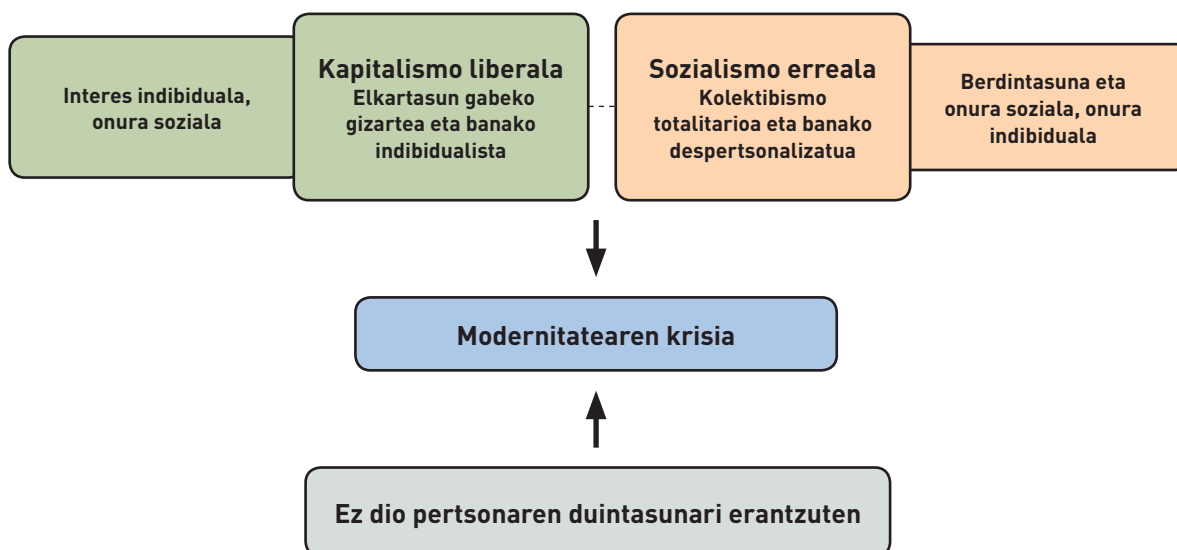 Interes indibiduala,
onura soziala
Kapitalismo liberala
Elkartasun gabeko
gizartea eta banako
indibidualista
Sozialismo erreala
Kolektibismo
totalitarioa eta banako
despertsonalizatua
Berdintasuna eta
onura soziala, onura
indibiduala
Modernitatearen krisia
Ez dio pertsonaren duintasunari erantzuten